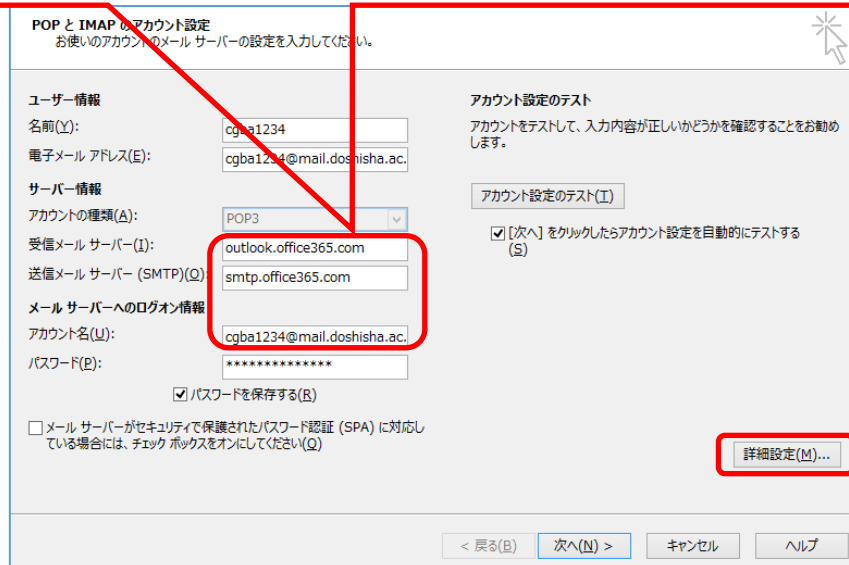 POP と IMAP のアカウント設定
お使いのアカウントのメール サーバーの設定を入力してください。
ユーザー情報
名前(Y):
cgba1234
電子メール アドレス(E):
cgba1234@mail.doshisha.ac.
サーバー情報
アカウントの種類(A):
POP3
受信メール サーバー(I):
outlook.office365.com
送信メール サーバー (SMTP)(O):
smtp.office365.com
メール サーバーへのログオン情報
アカウント名(U):
cgba1234@mail.doshisha.ac.
パスワード(P):
**************
パスワードを保存する(R)
メール サーバーがセキュリティで保護されたパスワード認証 (SPA) に対応し
ている場合には、チェック ボックスをオンにしてください(Q)
アカウント設定のテスト
アカウントをテストして、入力内容が正しいかどうかを確認することをお勧め
します。
アカウント設定のテスト(T)
[次へ] をクリックしたらアカウント設定を自動的にテストする
(S)
詳細設定(M)...
< 戻る(B)
次へ(N) >
キャンセル
ヘルプ